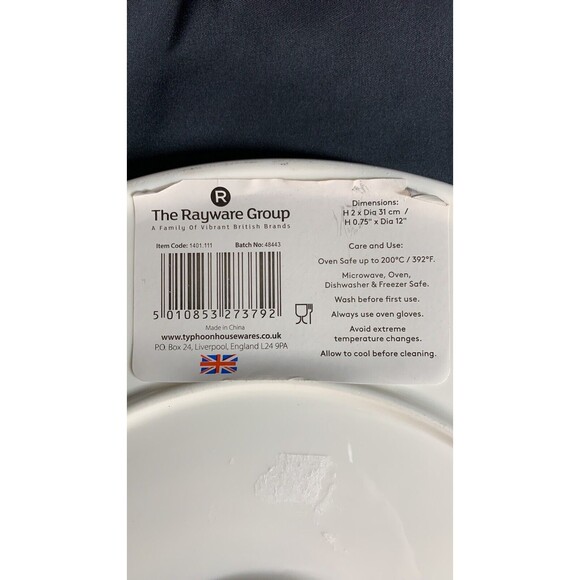 R
The Rayware Group
A Family Of Vibrant British Brands
Item Code: 1401.111 Batch No: 48443
5 010853 273792
Made in China
www.typhoonhousewares.co.uk
P.O. Box 24, Liverpool, England L24 9PA
Dimensions:
H 2 x Dia 31 cm /
H 0.75" x Dia 12"
Care and Use:
Oven Safe up to 200°C / 392°F.
Microwave, Oven,
Dishwasher & Freezer Safe.
Wash before first use.
Always use oven gloves.
Avoid extreme
temperature changes.
Allow to cool before cleaning.